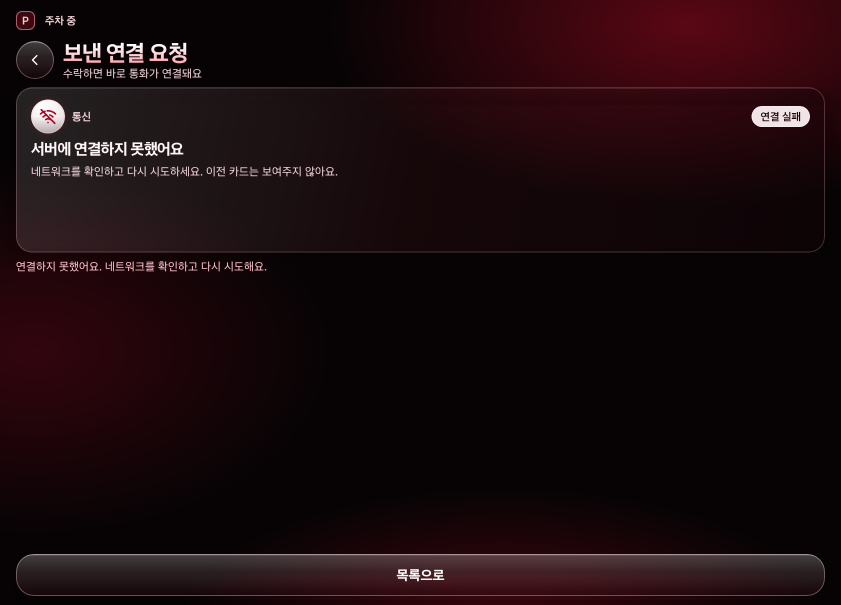 P 주차 중
보낸 연결 요청
수락하면 바로 통화가 연결돼요
통신
연결 실패
서버에 연결하지 못했어요
네트워크를 확인하고 다시 시도하세요. 이전 카드는 보여주지 않아요.
연결하지 못했어요. 네트워크를 확인하고 다시 시도해요.
목록으로